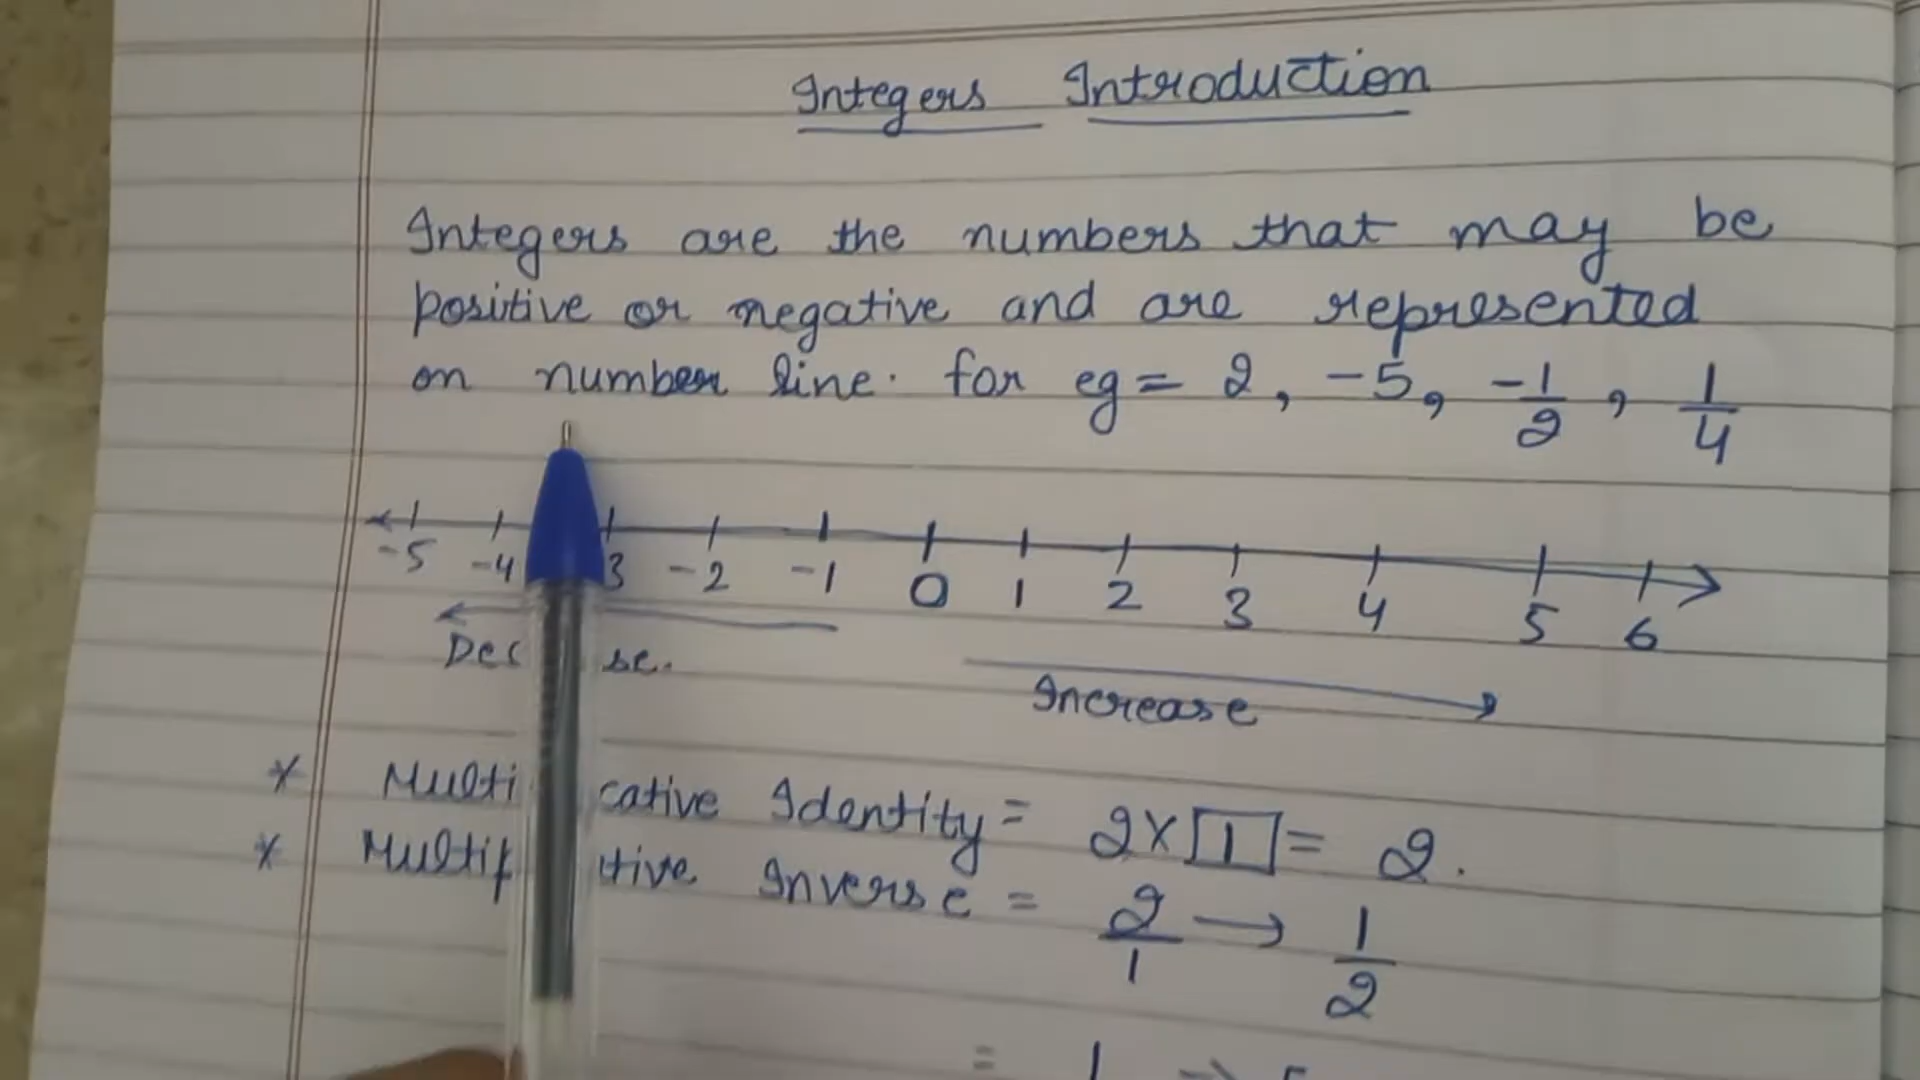 Integers Introduction
Integers are the numbers that may be
positive or negative and are represented
on number line. for eg = 2, -5, -1/2, 1/4
-5 -4 3 -2 -1 0 1 2 3 4 5 6
Dec se.
Increase
* Multi cative Identity = 2 × 1 = 2.
* Multip tive Inverse = 2/1 → 1/2
= 1 →